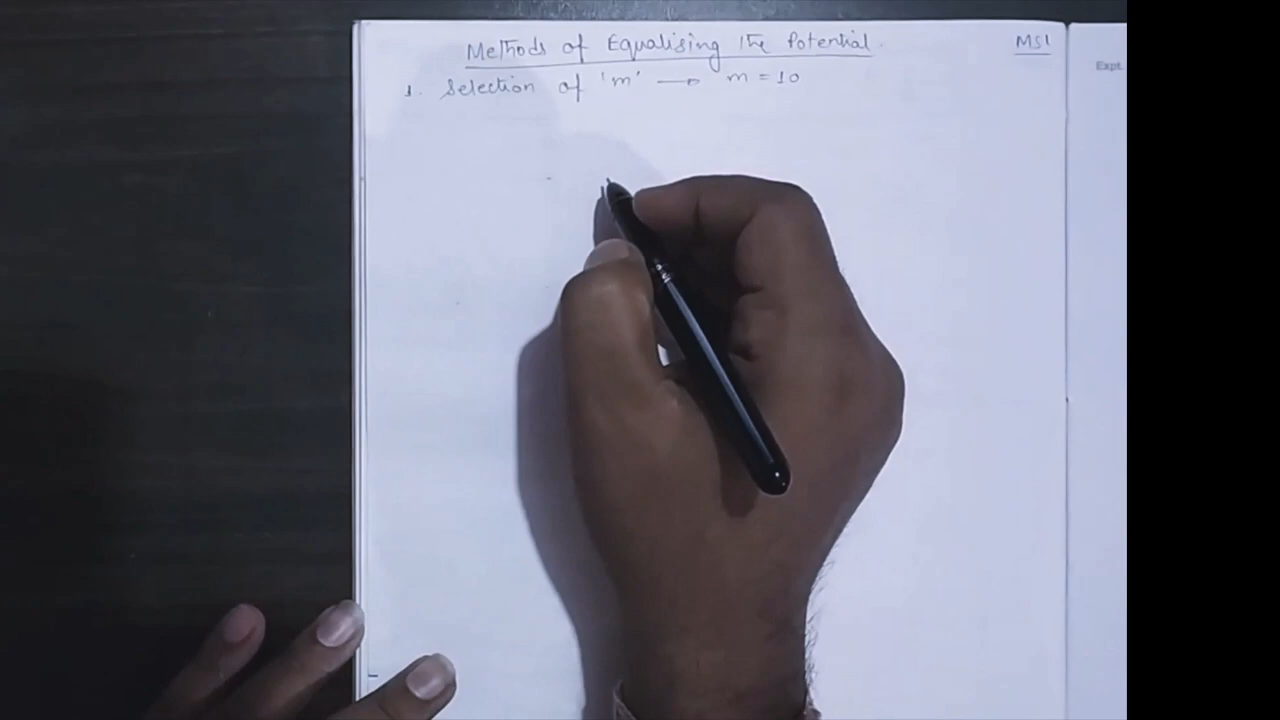 Methods of Equalising the Potential.
MS1
Expt.
1. Selection of 'm' → m = 10